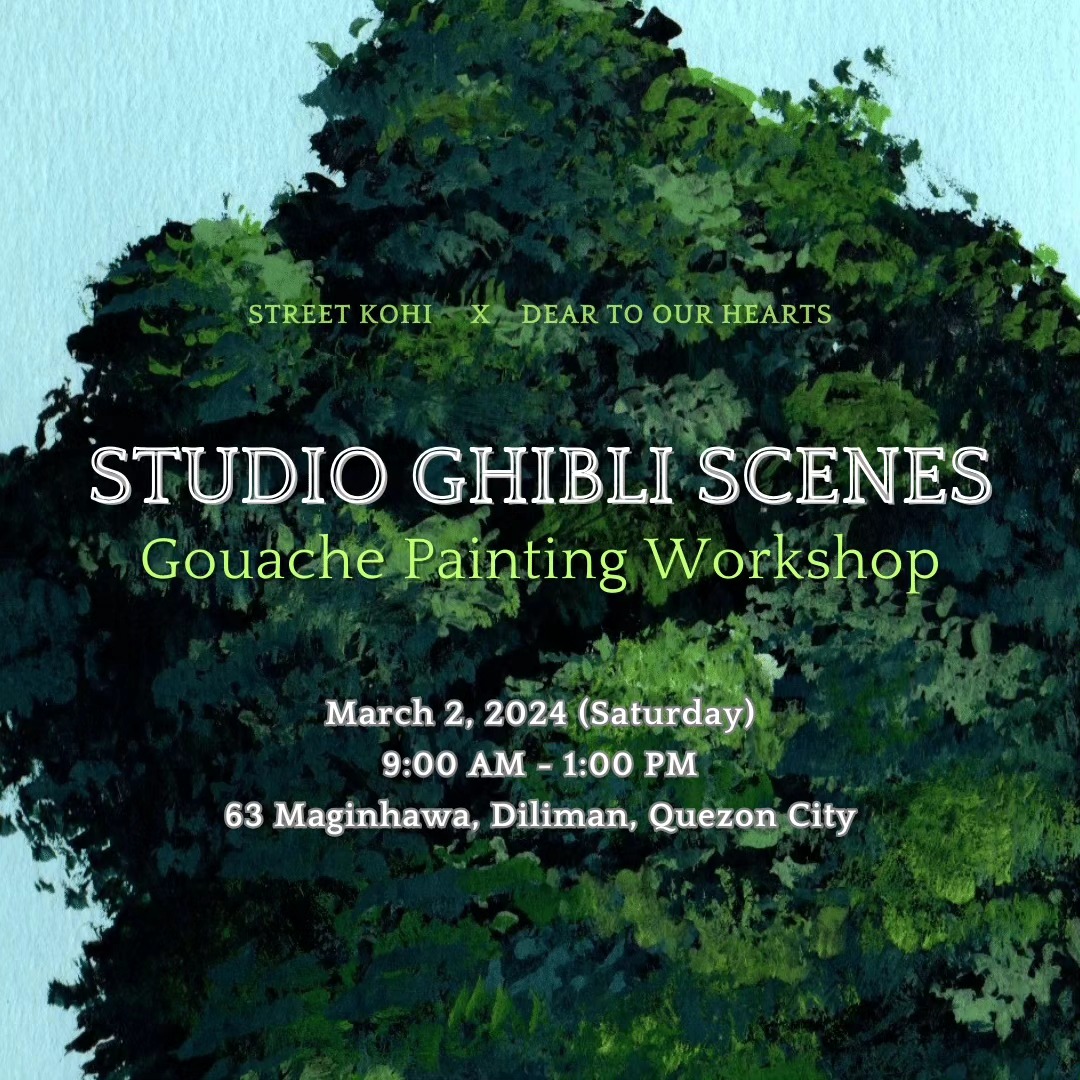 STREET KOHI X DEAR TO OUR HEARTS
STUDIO GHIBLI SCENES
Gouache Painting Workshop
March 2, 2024 (Saturday)
9:00 AM - 1:00 PM
63 Maginhawa, Diliman, Quezon City